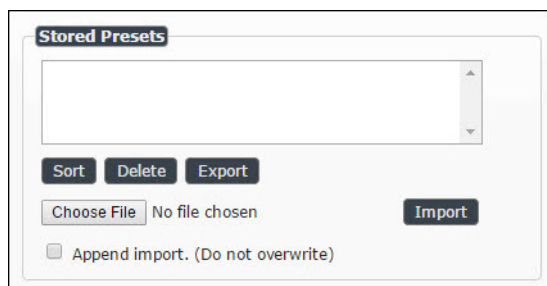 Stored Presets
Sort Delete Export
Choose File No file chosen Import
Append import. (Do not overwrite)